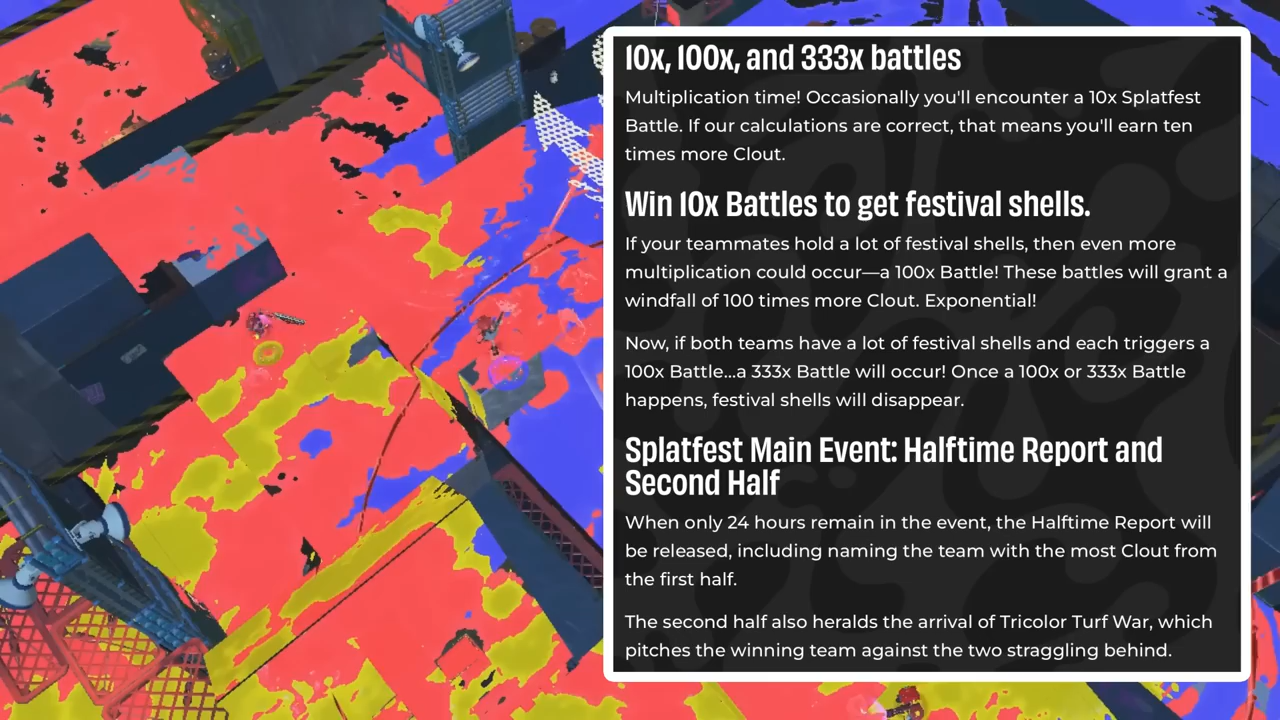 10x, 100x, and 333x battles
Multiplication time! Occasionally you'll encounter a 10x Splatfest
Battle. If our calculations are correct, that means you'll earn ten
times more Clout.
Win 10x Battles to get festival shells.
If your teammates hold a lot of festival shells, then even more
multiplication could occur—a 100x Battle! These battles will grant a
windfall of 100 times more Clout. Exponential!
Now, if both teams have a lot of festival shells and each triggers a
100x Battle...a 333x Battle will occur! Once a 100x or 333x Battle
happens, festival shells will disappear.
Splatfest Main Event: Halftime Report and
Second Half
When only 24 hours remain in the event, the Halftime Report will
be released, including naming the team with the most Clout from
the first half.
The second half also heralds the arrival of Tricolor Turf War, which
pitches the winning team against the two straggling behind.